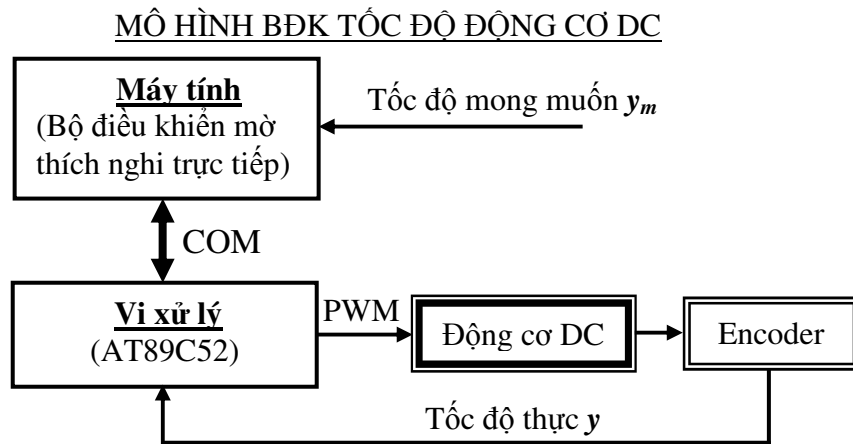 MÔ HÌNH BĐK TỐC ĐỘ ĐỘNG CƠ DC
Máy tính
(Bộ điều khiển mờ
thích nghi trực tiếp)
Tốc độ mong muốn ym
COM
Vi xử lý
(AT89C52)
PWM
Động cơ DC
Encoder
Tốc độ thực y